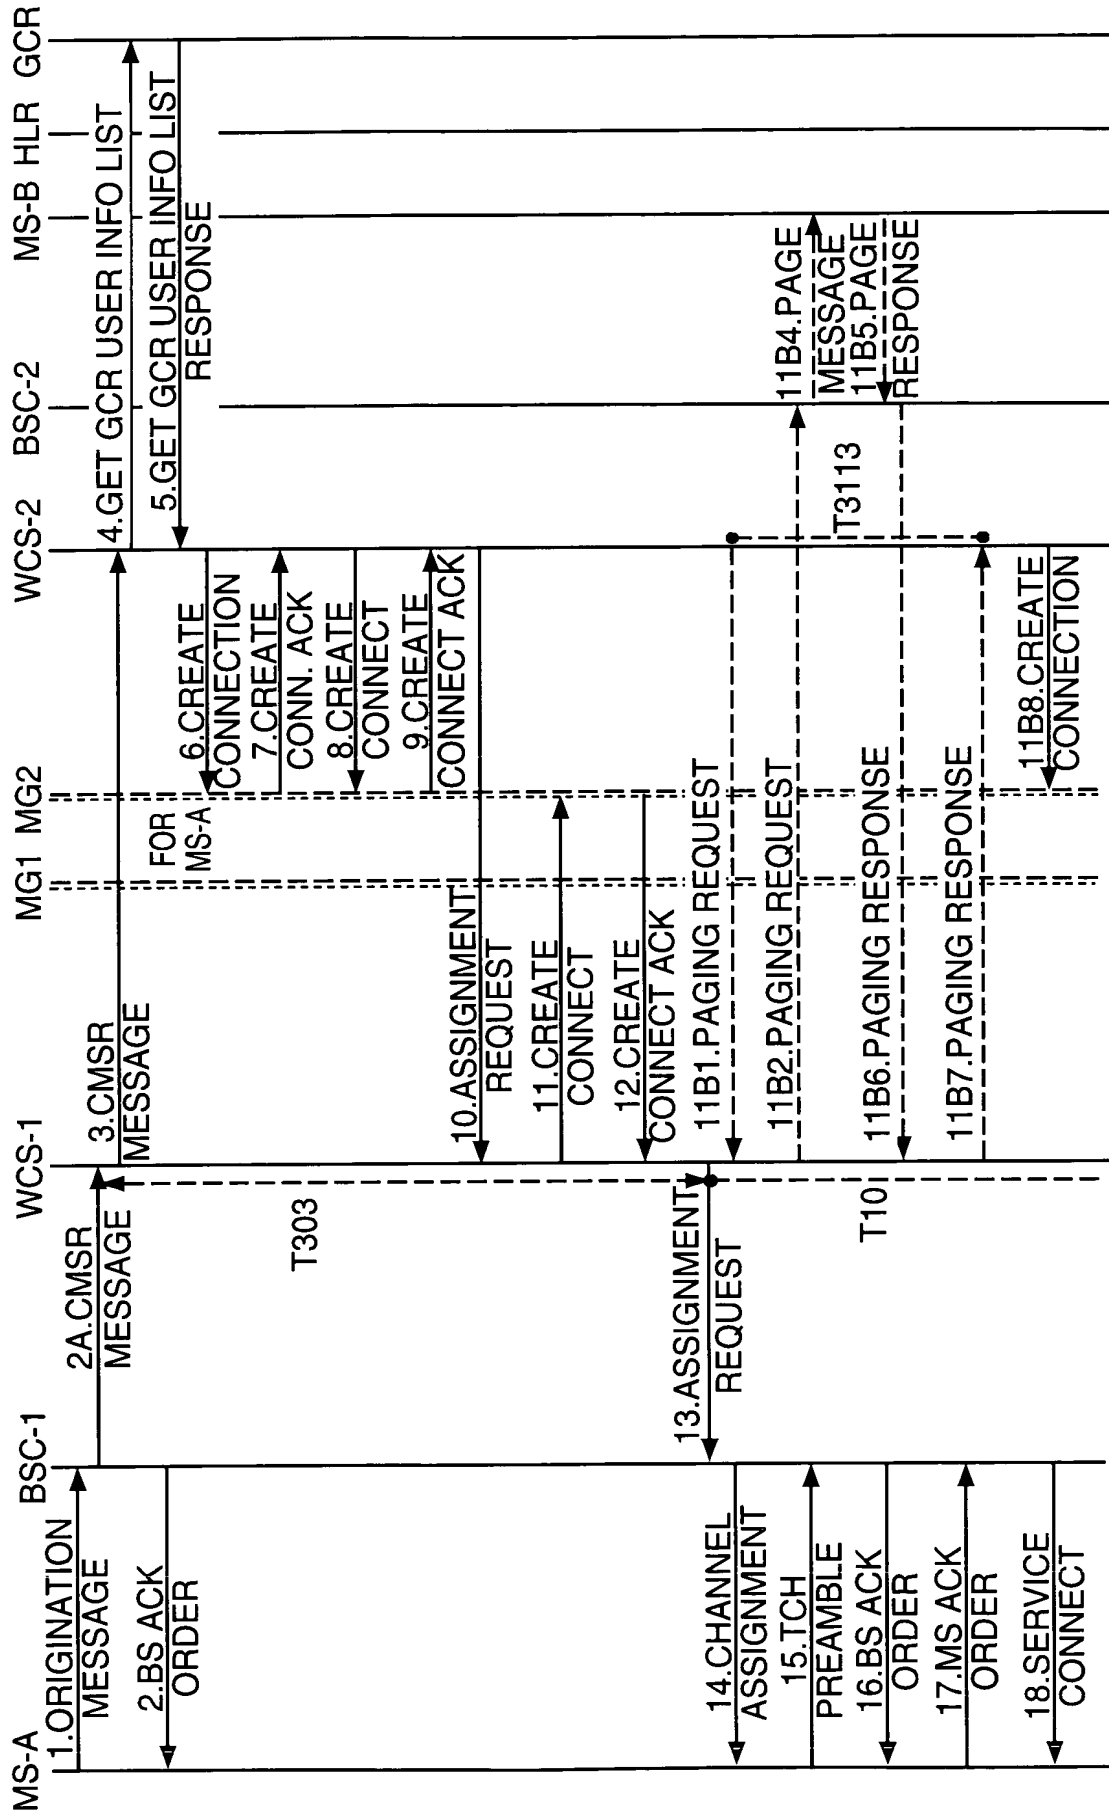 MS-A
BSC-1
WCS-1
MG1
MG2
WCS-2
BSC-2
MS-B
HLR
GCR
1.ORIGINATION
MESSAGE
2A.CMSR
MESSAGE
3.CMSR
MESSAGE
4.GET GCR USER INFO LIST
2.BS ACK
ORDER
5.GET GCR USER INFO LIST
RESPONSE
FOR
MS-A
6.CREATE
CONNECTION
7.CREATE
CONN. ACK
8.CREATE
CONNECT
9.CREATE
CONNECT ACK
T303
10.ASSIGNMENT
REQUEST
11.CREATE
CONNECT
12.CREATE
CONNECT ACK
13.ASSIGNMENT
REQUEST
11B1.PAGING REQUEST
14.CHANNEL
ASSIGNMENT
11B2.PAGING REQUEST
11B4.PAGE
MESSAGE
15.TCH
PREAMBLE
T3113
11B5.PAGE
RESPONSE
T10
16.BS ACK
ORDER
11B6.PAGING RESPONSE
17.MS ACK
ORDER
11B7.PAGING RESPONSE
18.SERVICE
CONNECT
11B8.CREATE
CONNECTION